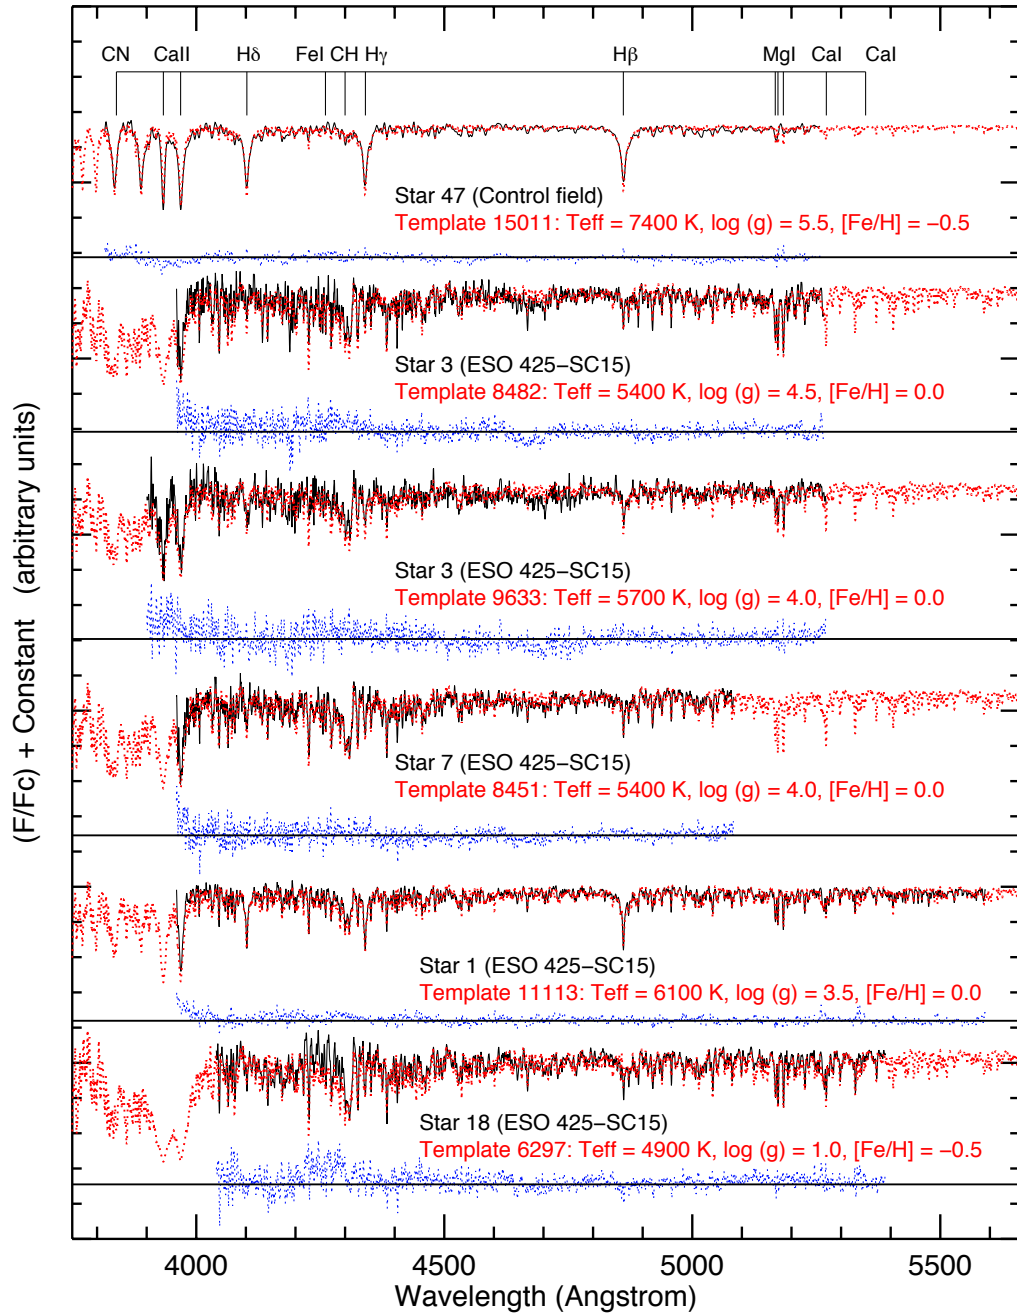 CN CaII Hδ FeI CH Hγ Hβ MgI CaI CaI
Star 47 (Control field)
Template 15011: Teff = 7400 K, log (g) = 5.5, [Fe/H] = −0.5
Star 3 (ESO 425−SC15)
Template 8482: Teff = 5400 K, log (g) = 4.5, [Fe/H] = 0.0
Star 3 (ESO 425−SC15)
Template 9633: Teff = 5700 K, log (g) = 4.0, [Fe/H] = 0.0
Star 7 (ESO 425−SC15)
Template 8451: Teff = 5400 K, log (g) = 4.0, [Fe/H] = 0.0
Star 1 (ESO 425−SC15)
Template 11113: Teff = 6100 K, log (g) = 3.5, [Fe/H] = 0.0
Star 18 (ESO 425−SC15)
Template 6297: Teff = 4900 K, log (g) = 1.0, [Fe/H] = −0.5
(F/Fc) + Constant (arbitrary units)
4000 4500 5000 5500
Wavelength (Angstrom)